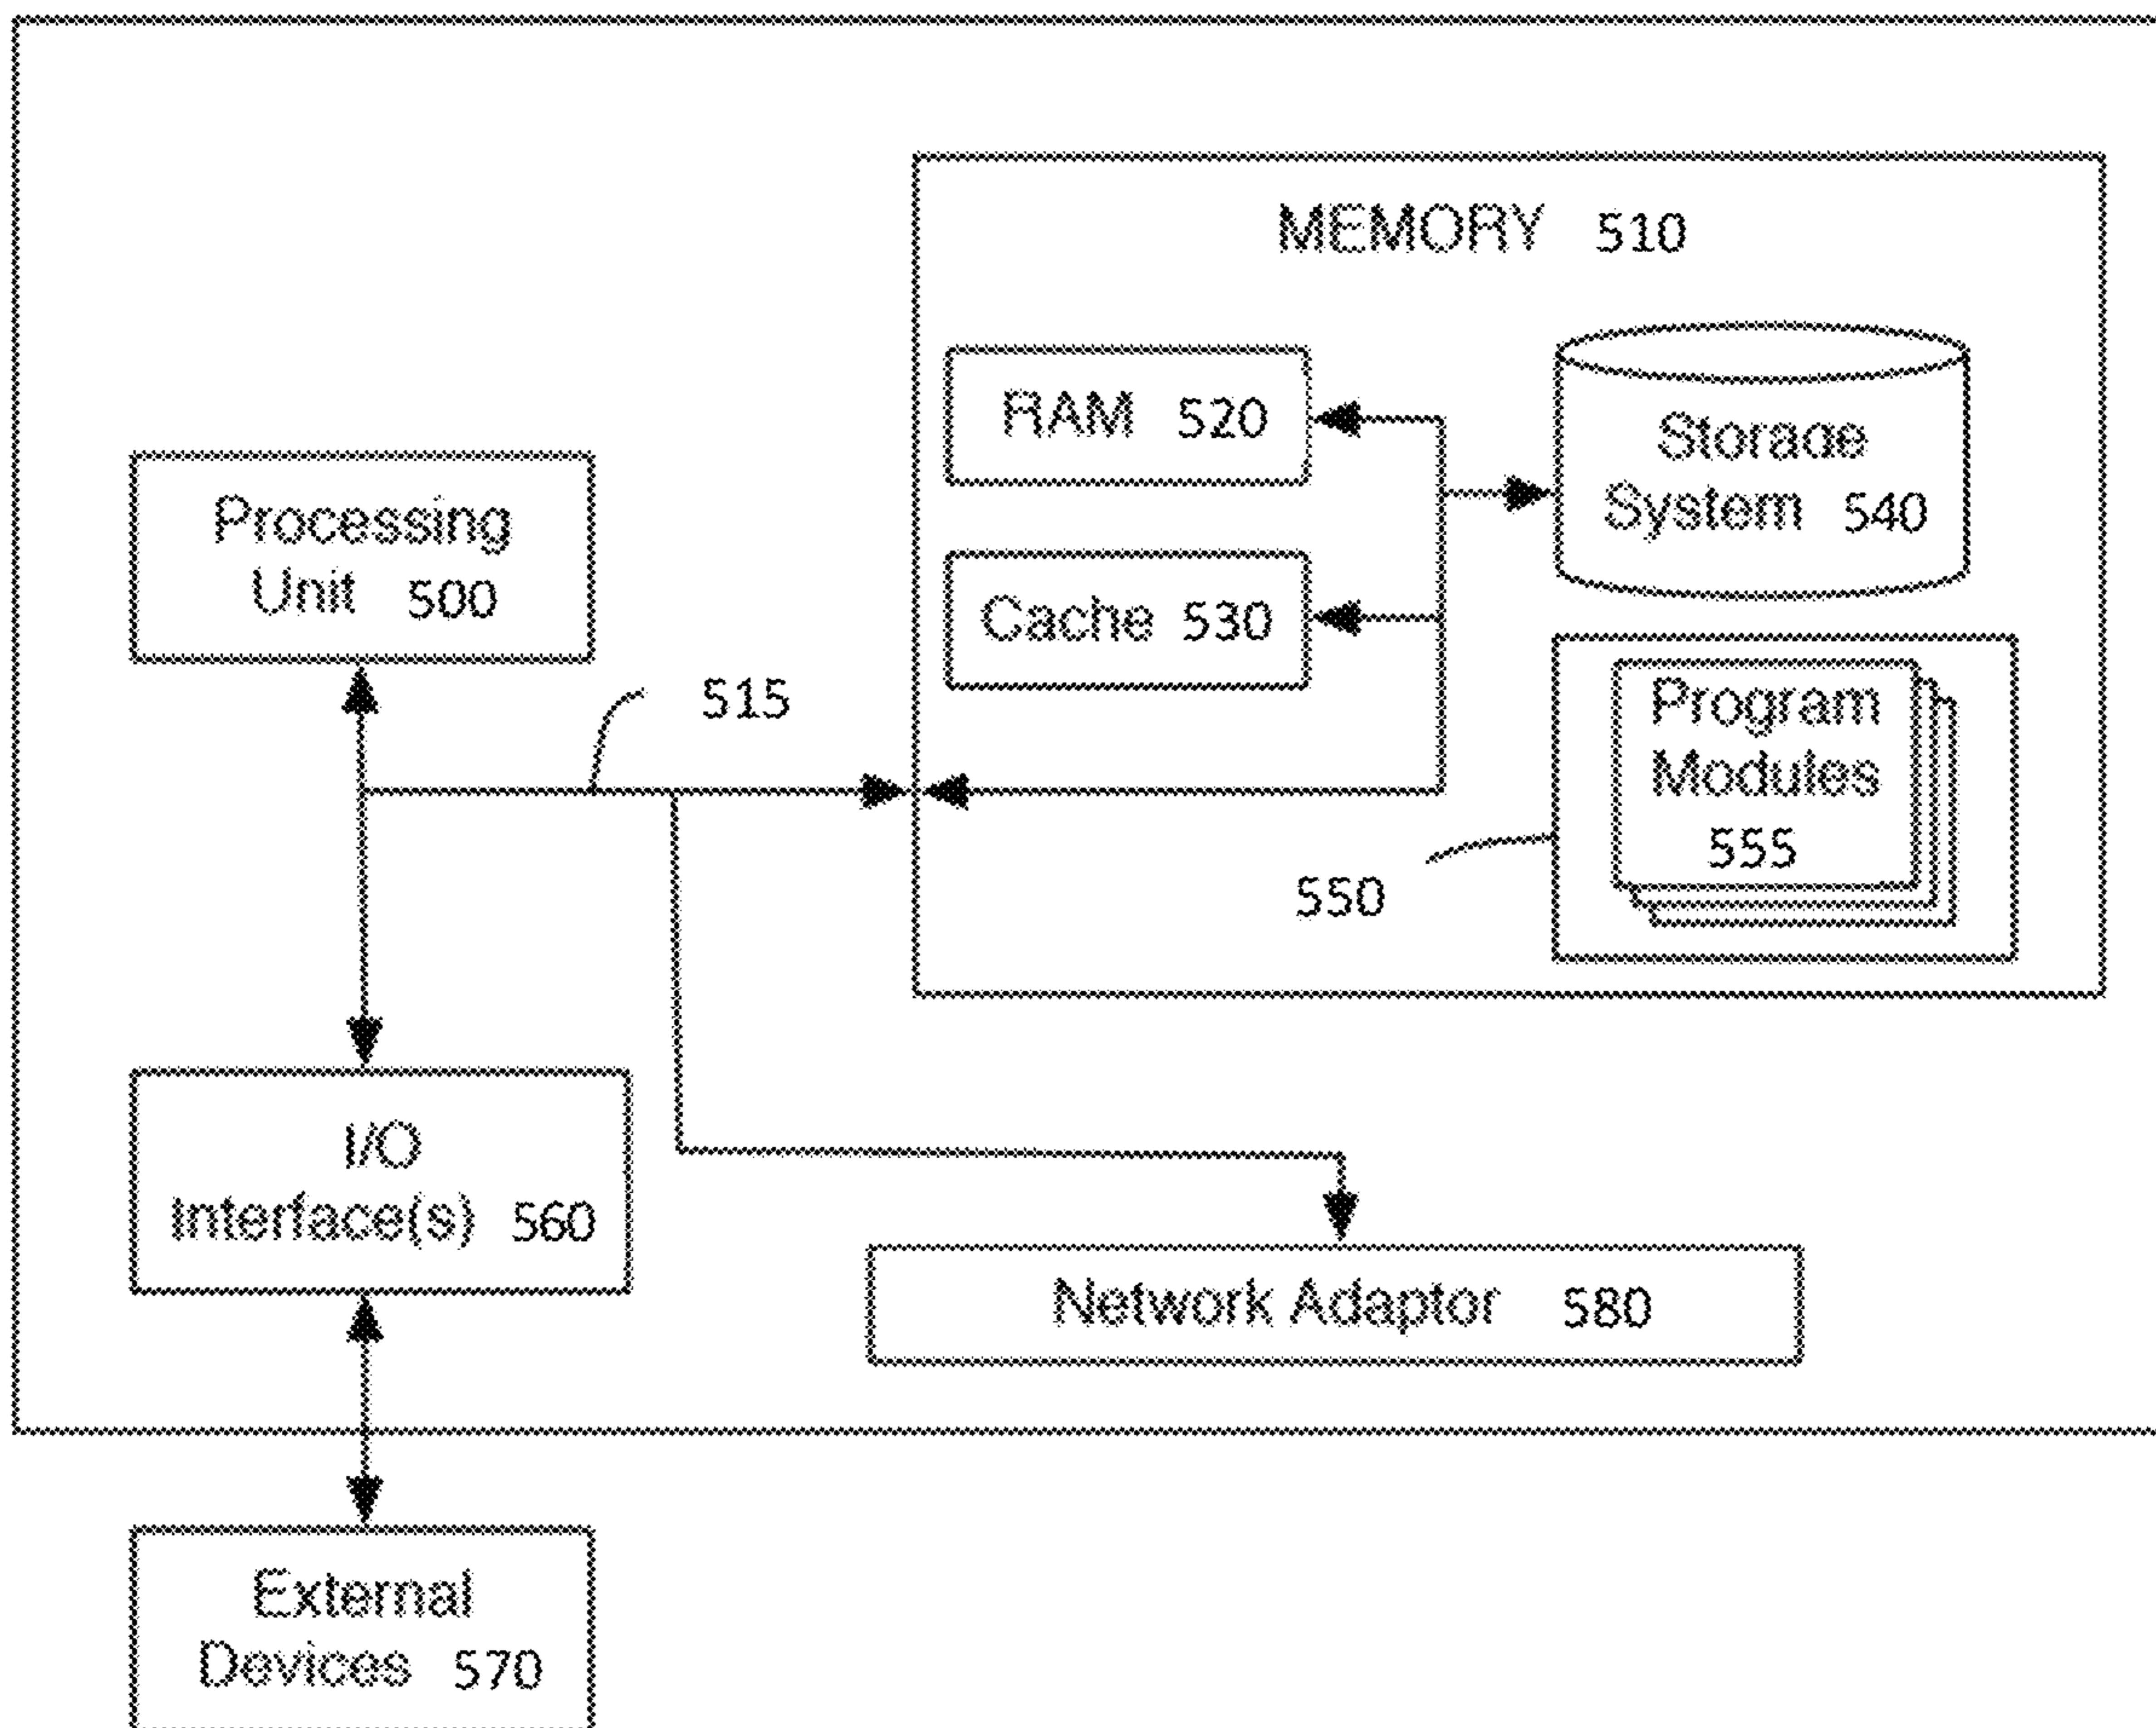 MEMORY 510
RAM 520
Storage
System 540
Processing
Unit 500
Cache 530
515
Program
Modules
555
550
I/O
Interface(s) 560
Network Adaptor 580
External
Devices 570